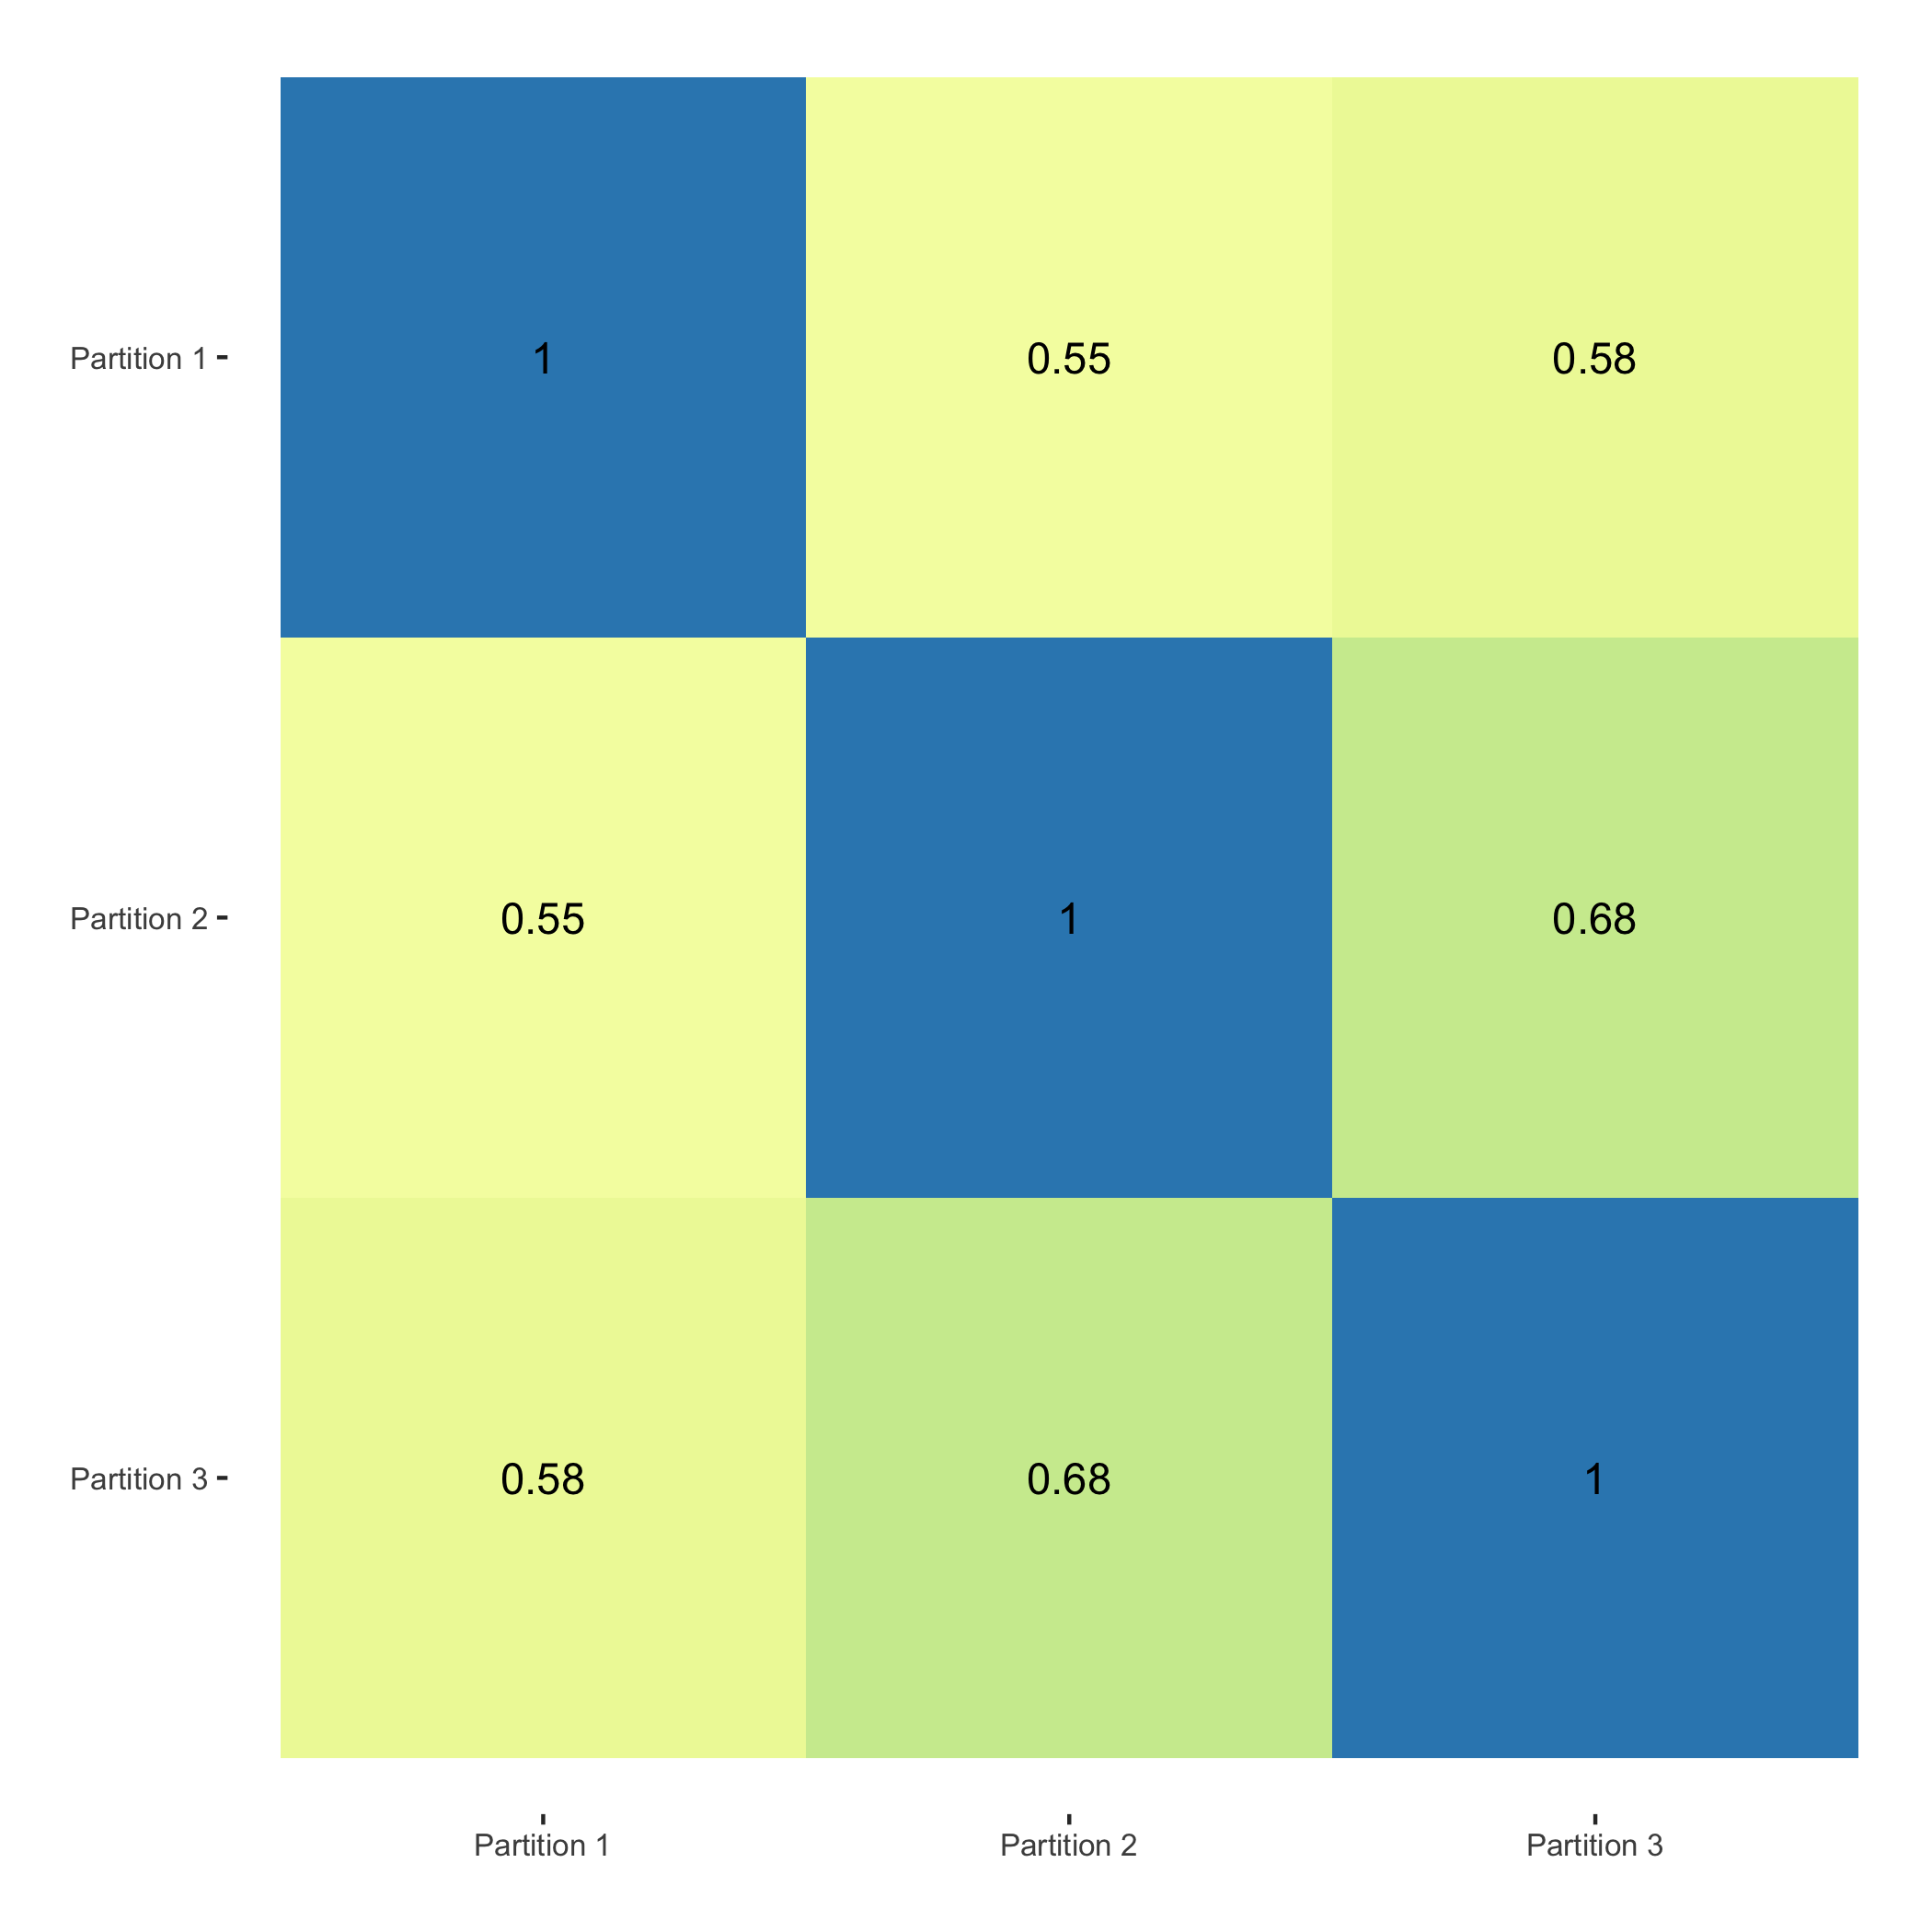 Partition 1 1 0.55 0.58
Partition 2 0.55 1 0.68
Partition 3 0.58 0.68 1
Partition 1 Partition 2 Partition 3